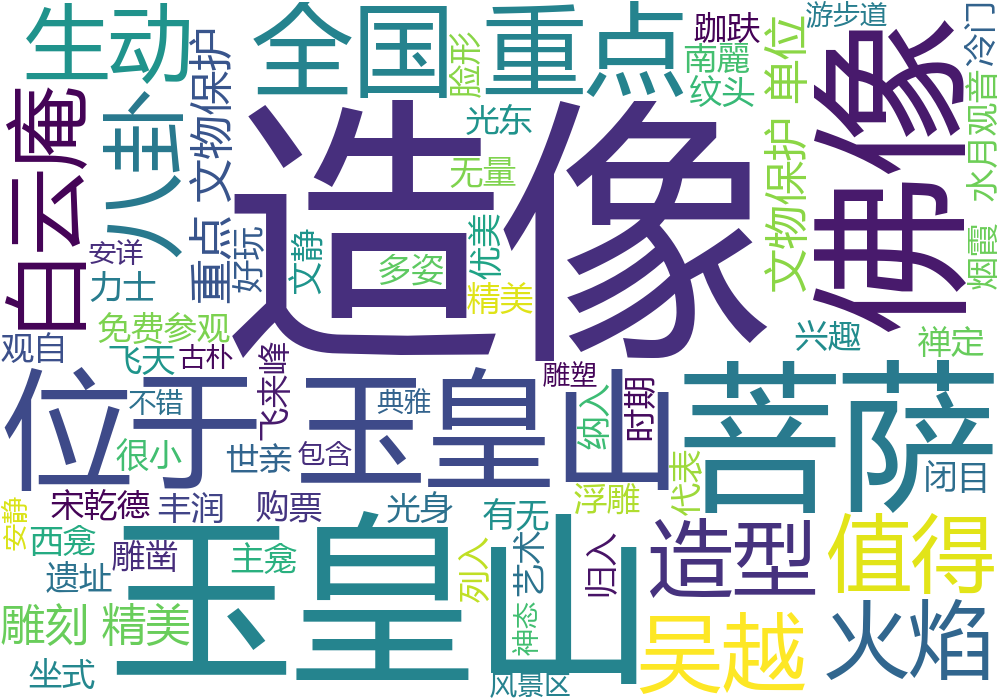 生动
全国
重点
跏趺
游步道
脸形
南麓
纹头
单位
佛像
冷门
白云庵
八卦
文物保护
光东
造像
无量
文物保护
水月观音
安详
力士
重点
好玩
文静
多姿
优美
精美
烟霞
观自
免费参观
飞天
古朴
飞来峰
兴趣
禅定
位于
不错
玉皇山
典雅
雕塑
纳入
时期
菩萨
很小
世亲
包含
代表
闭目
安静
宋乾德
丰润
购票
光身
有无
浮雕
西龛
雕凿
主龛
玉皇山
列入
艺术
归入
造型
值得
遗址
雕刻
精美
神态
吴越
火焰
坐式
风景区